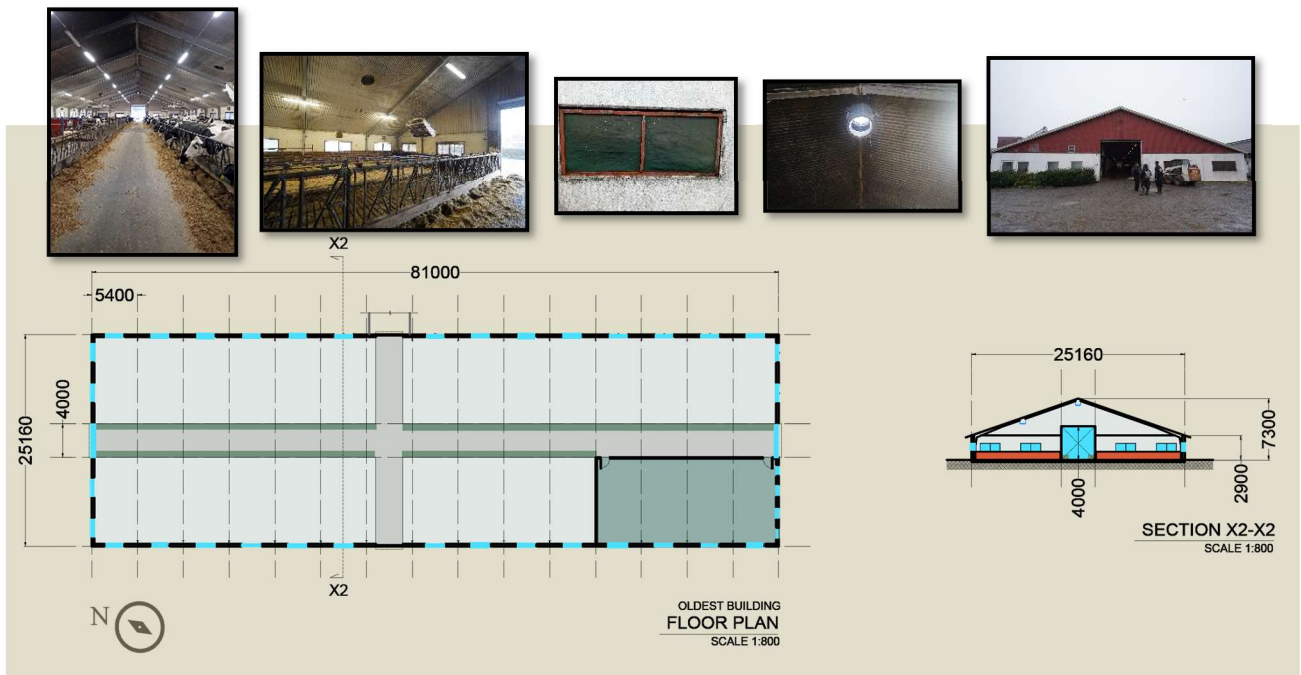 X2
81000
5400
4000
25160
X2
N
OLDEST BUILDING
FLOOR PLAN
SCALE 1:800
25160
7300
2900
4000
SECTION X2-X2
SCALE 1:800